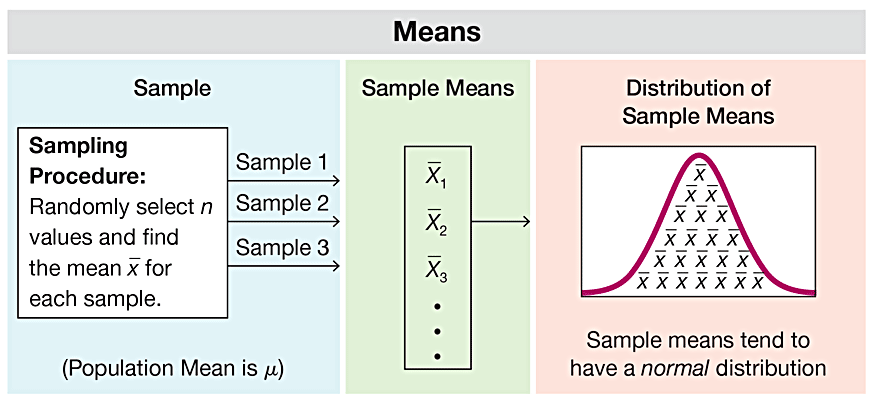 Means
Sample
Sampling
Procedure:
Randomly select n
values and find
the mean x̄ for
each sample.
Sample 1
Sample 2
Sample 3
(Population Mean is μ)
Sample Means
X̄₁
X̄₂
X̄₃
Distribution of
Sample Means
x̄
x̄ x̄
x̄ x̄ x̄
x̄ x̄ x̄ x̄
x̄ x̄ x̄ x̄ x̄
x̄ x̄ x̄ x̄ x̄ x̄ x̄
Sample means tend to
have a normal distribution